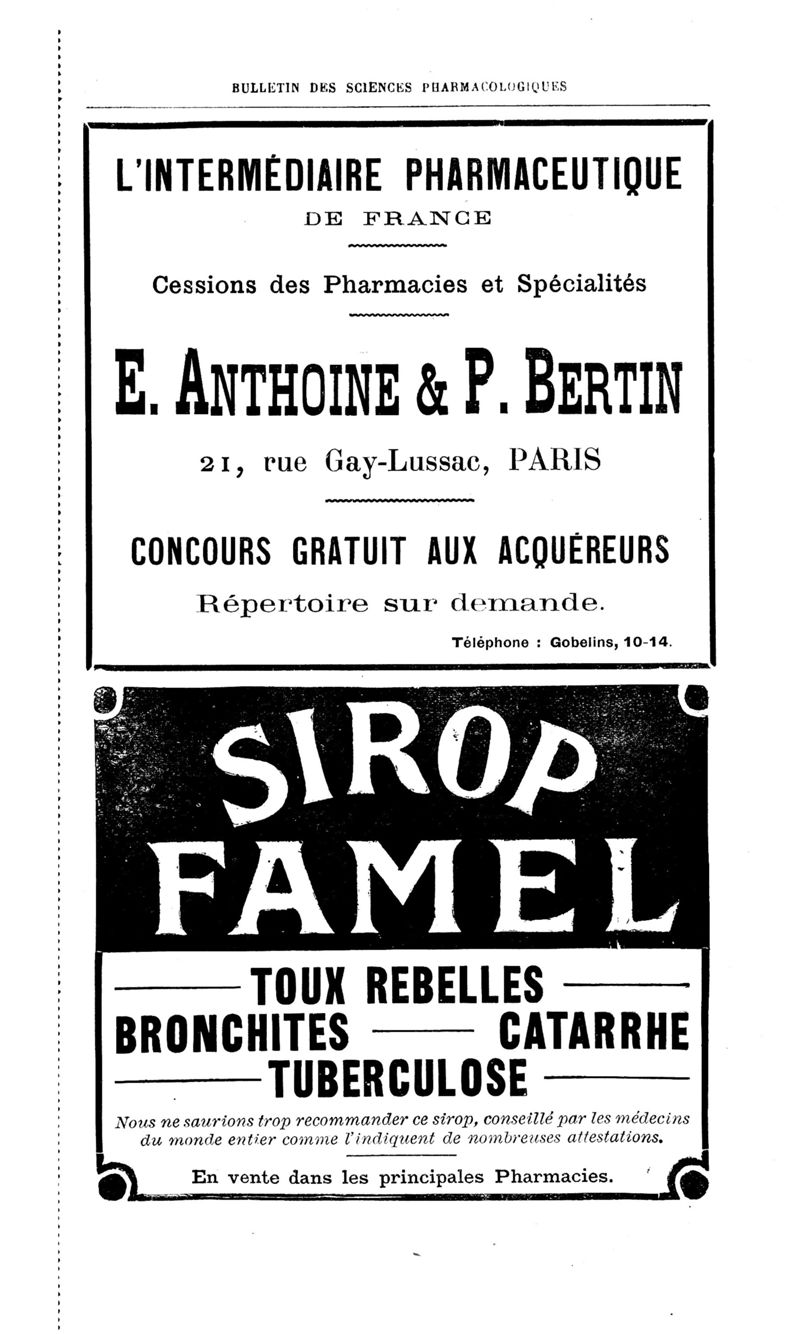 BULLETIN DES SCIENCES PHARMACOLOGIQUES
L'INTERMÉDIAIRE PHARMACEUTIQUE
DE FRANCE
Cessions des Pharmacies et Spécialités
E. ANTHOINE & P. BERTIN
21, rue Gay-Lussac, PARIS
CONCOURS GRATUIT AUX ACQUÉREURS
Répertoire sur demande.
Téléphone : Gobelins, 10-14.
SIROP
FAMEL
TOUX REBELLES
BRONCHITES — CATARRHE
TUBERCULOSE
Nous ne saurions trop recommander ce sirop, conseillé par les médecins
du monde entier comme l'indiquent de nombreuses attestations.
En vente dans les principales Pharmacies.